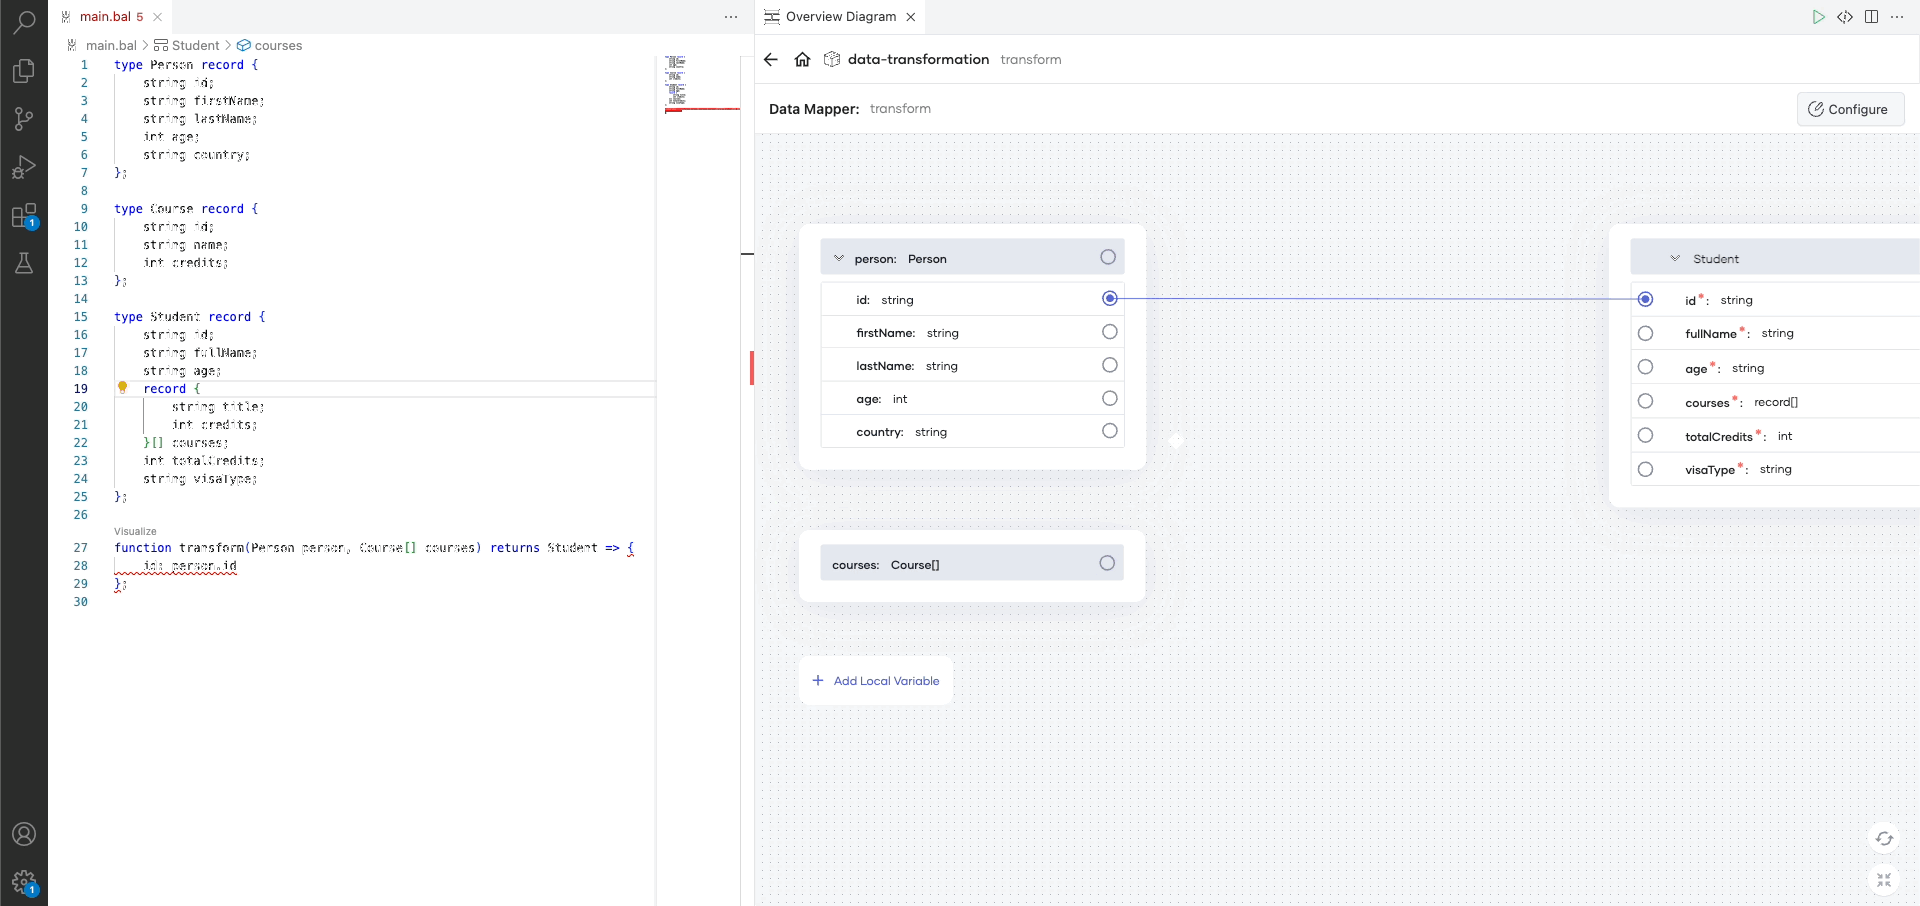 main.bal 5
main.bal > Student > courses
1 type Person record {
2 string id;
3 string firstName;
4 string lastName;
5 int age;
6 string country;
7 };
8
9 type Course record {
10 string id;
11 string name;
12 int credits;
13 };
14
15 type Student record {
16 string id;
17 string fullName;
18 string age;
19 record {
20 string title;
21 int credits;
22 }[] courses;
23 int totalCredits;
24 string visaType;
25 };
26
Visualize
27 function transform(Person person, Course[] courses) returns Student => {
28 id: person.id
29 };
30
1
1
Overview Diagram
data-transformation transform
Data Mapper: transform
Configure
person: Person
id: string
firstName: string
lastName: string
age: int
country: string
courses: Course[]
+ Add Local Variable
Student
id*: string
fullName*: string
age*: string
courses*: record[]
totalCredits*: int
visaType*: string